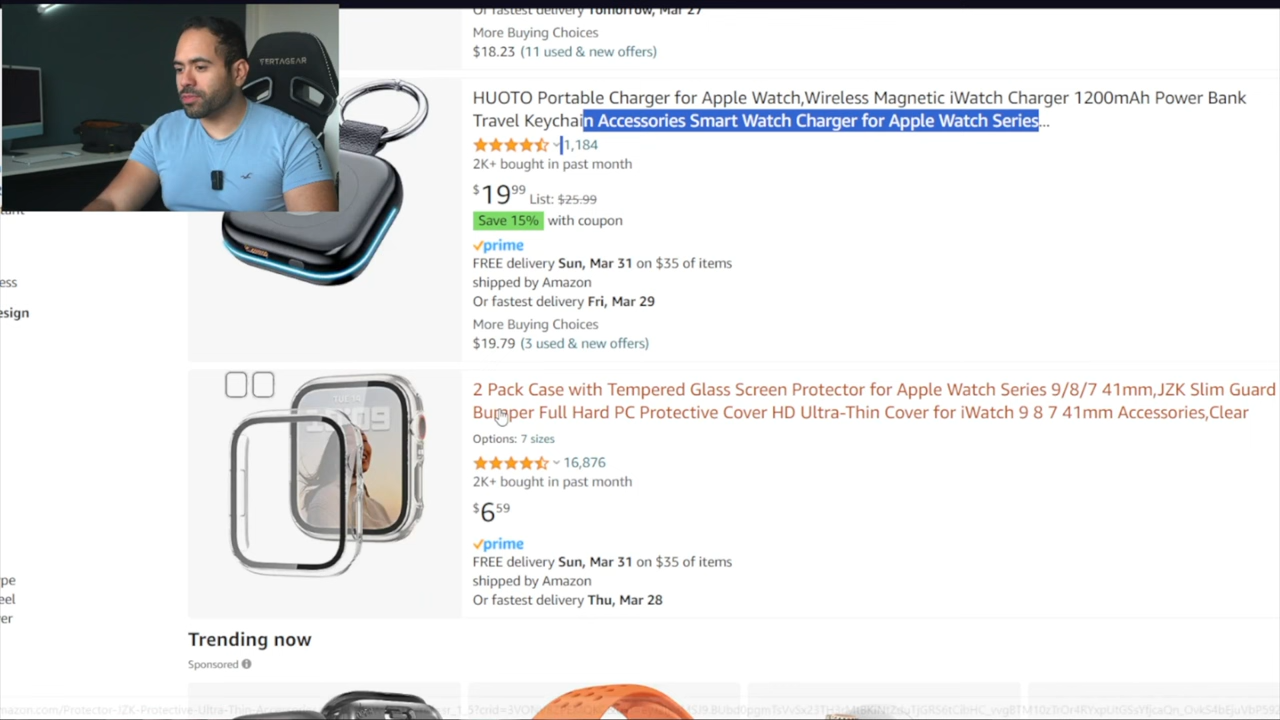 VERTAGEAR
Or fastest delivery Tomorrow, Mar 27
More Buying Choices
$18.23 (11 used & new offers)
HUOTO Portable Charger for Apple Watch,Wireless Magnetic iWatch Charger 1200mAh Power Bank
Travel Keychain Accessories Smart Watch Charger for Apple Watch Series...
1,184
2K+ bought in past month
$19.99 List: $25.99
Save 15% with coupon
prime
FREE delivery Sun, Mar 31 on $35 of items
shipped by Amazon
Or fastest delivery Fri, Mar 29
More Buying Choices
$19.79 (3 used & new offers)
ess
esign
2 Pack Case with Tempered Glass Screen Protector for Apple Watch Series 9/8/7 41mm,JZK Slim Guard
Bumper Full Hard PC Protective Cover HD Ultra-Thin Cover for iWatch 9 8 7 41mm Accessories,Clear
Options: 7 sizes
16,876
2K+ bought in past month
$6.59
prime
FREE delivery Sun, Mar 31 on $35 of items
shipped by Amazon
Or fastest delivery Thu, Mar 28
pe
eel
er
Trending now
Sponsored